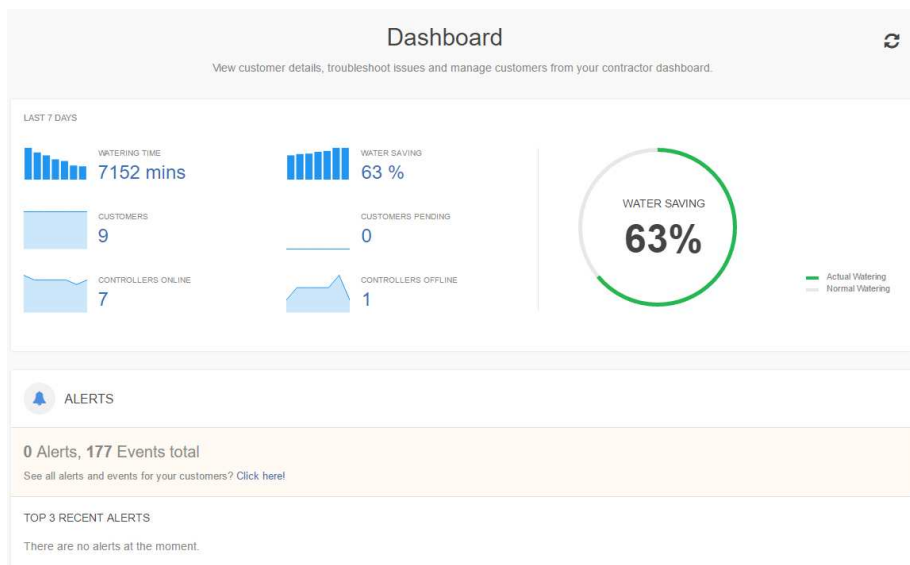 Dashboard
View customer details, troubleshoot issues and manage customers from your contractor dashboard.
LAST 7 DAYS
WATERING TIME
7152 mins
WATER SAVING
63 %
CUSTOMERS
9
CUSTOMERS PENDING
0
CONTROLLERS ONLINE
7
CONTROLLERS OFFLINE
1
WATER SAVING
63%
Actual Watering
Normal Watering
ALERTS
0 Alerts, 177 Events total
See all alerts and events for your customers? Click here!
TOP 3 RECENT ALERTS
There are no alerts at the moment.